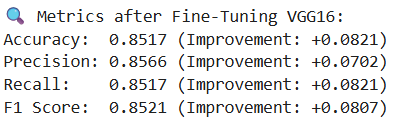 🔍 Metrics after Fine-Tuning VGG16:
Accuracy:  0.8517 (Improvement: +0.0821)
Precision: 0.8566 (Improvement: +0.0702)
Recall:    0.8517 (Improvement: +0.0821)
F1 Score:  0.8521 (Improvement: +0.0807)